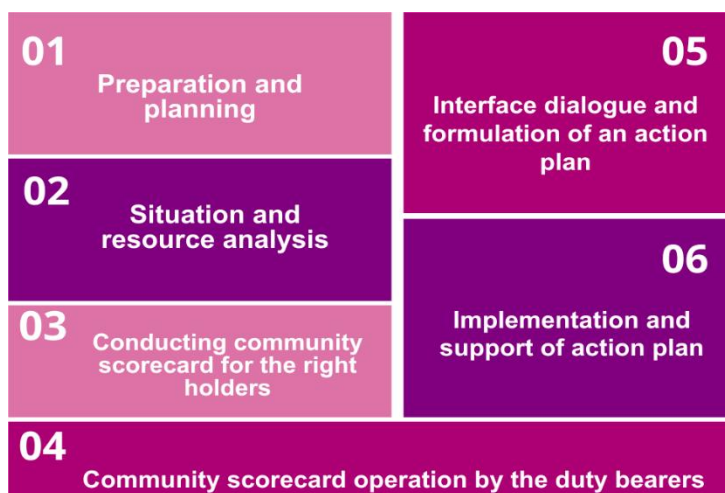 01
Preparation and
planning
02
Situation and
resource analysis
03
Conducting community
scorecard for the right
holders
04
Community scorecard operation by the duty bearers
05
Interface dialogue and
formulation of an action
plan
06
Implementation and
support of action plan